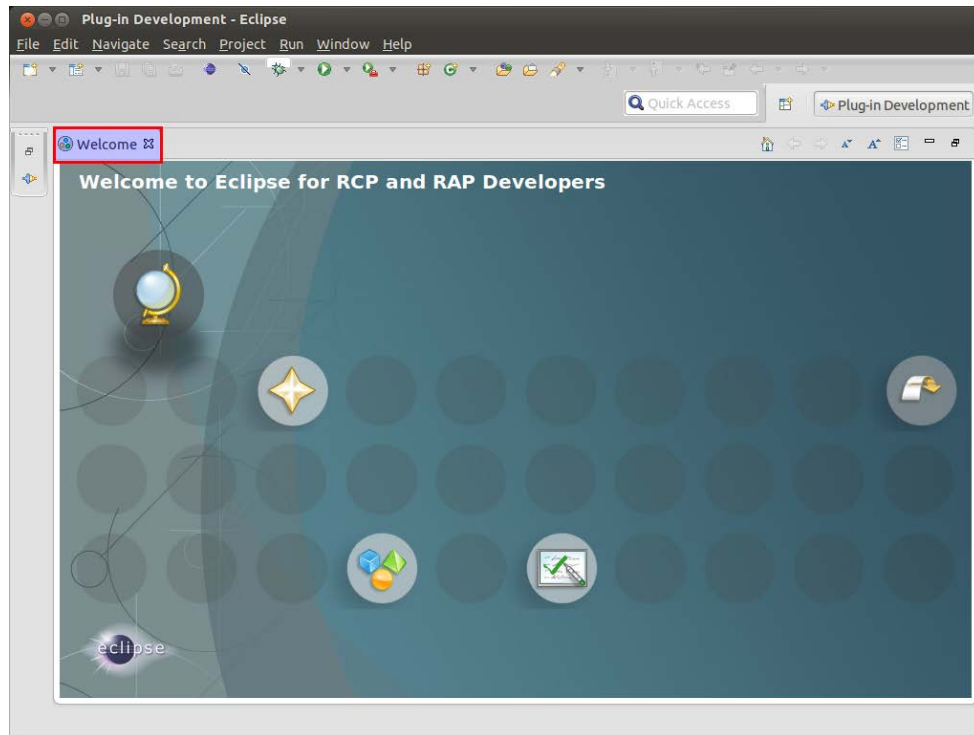 Plug-in Development - Eclipse
File Edit Navigate Search Project Run Window Help
Quick Access
Plug-in Development
Welcome
Welcome to Eclipse for RCP and RAP Developers
eclipse